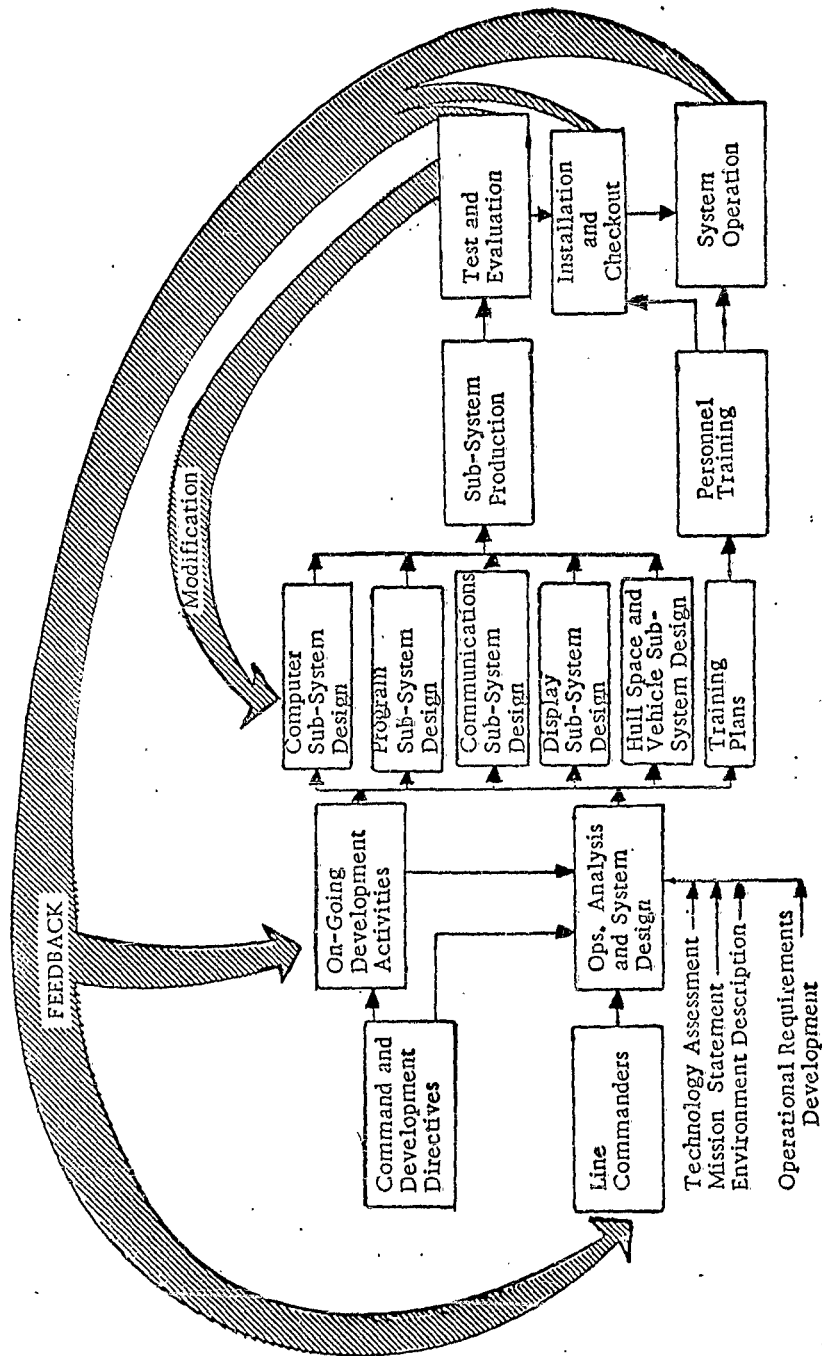 FEEDBACK
Modification
Command and
Development
Directives
On-Going
Development
Activities
Line
Commanders
Ops. Analysis
and System
Design
Technology Assessment
Mission Statement
Environment Description
Operational Requirements
Development
Computer
Sub-System
Design
Program
Sub-System
Design
Communications
Sub-System
Design
Display
Sub-System
Design
Hull Space and
Vehicle Sub-
System Design
Training
Plans
Sub-System
Production
Personnel
Training
Test and
Evaluation
Installation
and
Checkout
System
Operation